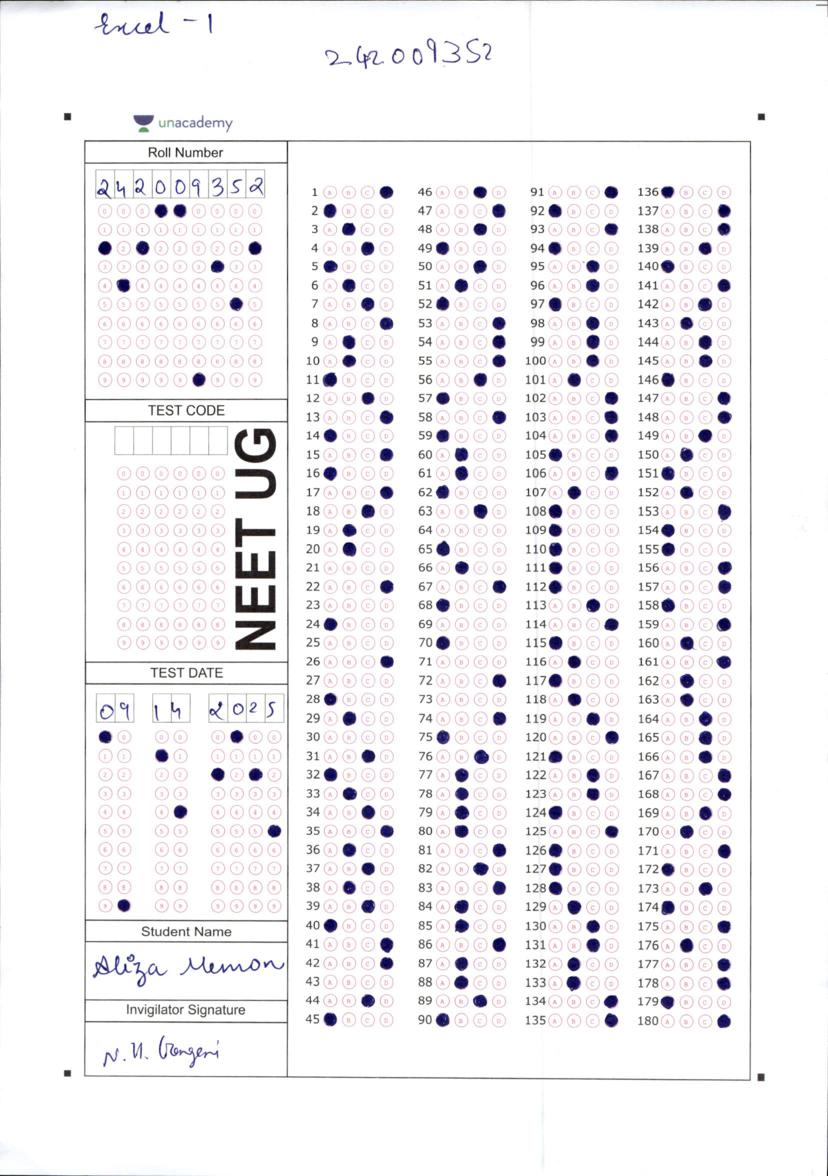 Excel - 1
242009352
unacademy
Roll Number
2 4 2 0 0 9 3 5 2
TEST CODE
NEET UG
TEST DATE
09 14 2025
Student Name
Aliza Memon
Invigilator Signature
N. U.
1 A B C 46 A B D 91 A B C 136 B C D
2 B C D 47 A B C 92 B C D 137 A B C
3 A C D 48 A B D 93 A B C 138 A B C
4 A B D 49 B C D 94 B C D 139 A B D
5 B C D 50 A B D 95 A B D 140 B C D
6 A C D 51 A C D 96 A B D 141 A B C
7 A B D 52 B C D 97 B C D 142 A B D
8 A B C 53 A B C 98 A B D 143 A C D
9 A C D 54 A B C 99 A B D 144 A B D
10 A C D 55 A B C 100 A B D 145 A B D
11 B C D 56 A B D 101 A C D 146 B C D
12 A B D 57 B C D 102 A B C 147 A B C
13 A B C 58 A B C 103 A B C 148 A B C
14 B C D 59 B C D 104 A B C 149 A B D
15 A B C 60 A C D 105 B C D 150 A C D
16 B C D 61 A C D 106 A B C 151 B C D
17 A B C 62 B C D 107 A C D 152 A C D
18 A B D 63 A B D 108 B C D 153 A B C
19 A C D 64 A B C D 109 B C D 154 B C D
20 A C D 65 B C D 110 B C D 155 B C D
21 A B C D 66 A C D 111 B C D 156 A B C
22 A B C 67 A B C 112 B C D 157 A B C
23 A B C D 68 B C D 113 A B D 158 B C D
24 B C D 69 A B C D 114 A B C 159 A B C
25 A B C D 70 B C D 115 B C D 160 A C D
26 A B C 71 A B C D 116 A C D 161 A B C
27 A B C D 72 A B C 117 B C D 162 A C D
28 B C D 73 A B C D 118 A C D 163 A C D
29 A C D 74 A B C 119 A B D 164 A B D
30 A B C D 75 B C D 120 A B C 165 A B D
31 A B D 76 A B D 121 B C D 166 A B D
32 B C D 77 A C D 122 A B D 167 A B C
33 A C D 78 A C D 123 A B D 168 A B C
34 A B D 79 A C D 124 B C D 169 A B D
35 A B C 80 A C D 125 A B C 170 A C D
36 A C D 81 A B C 126 B C D 171 A B C
37 A B D 82 A B D 127 B C D 172 B C D
38 A C D 83 A B C 128 B C D 173 A B D
39 A B D 84 A C D 129 A C D 174 B C D
40 B C D 85 A C D 130 A B D 175 A B C
41 A B C 86 A B C 131 A B D 176 A C D
42 A B C 87 A C D 132 A C D 177 A B C
43 A B C D 88 A C D 133 A C D 178 A B C
44 A B D 89 A B D 134 A B C 179 B C D
45 B C D 90 B C D 135 A B C 180 A B C